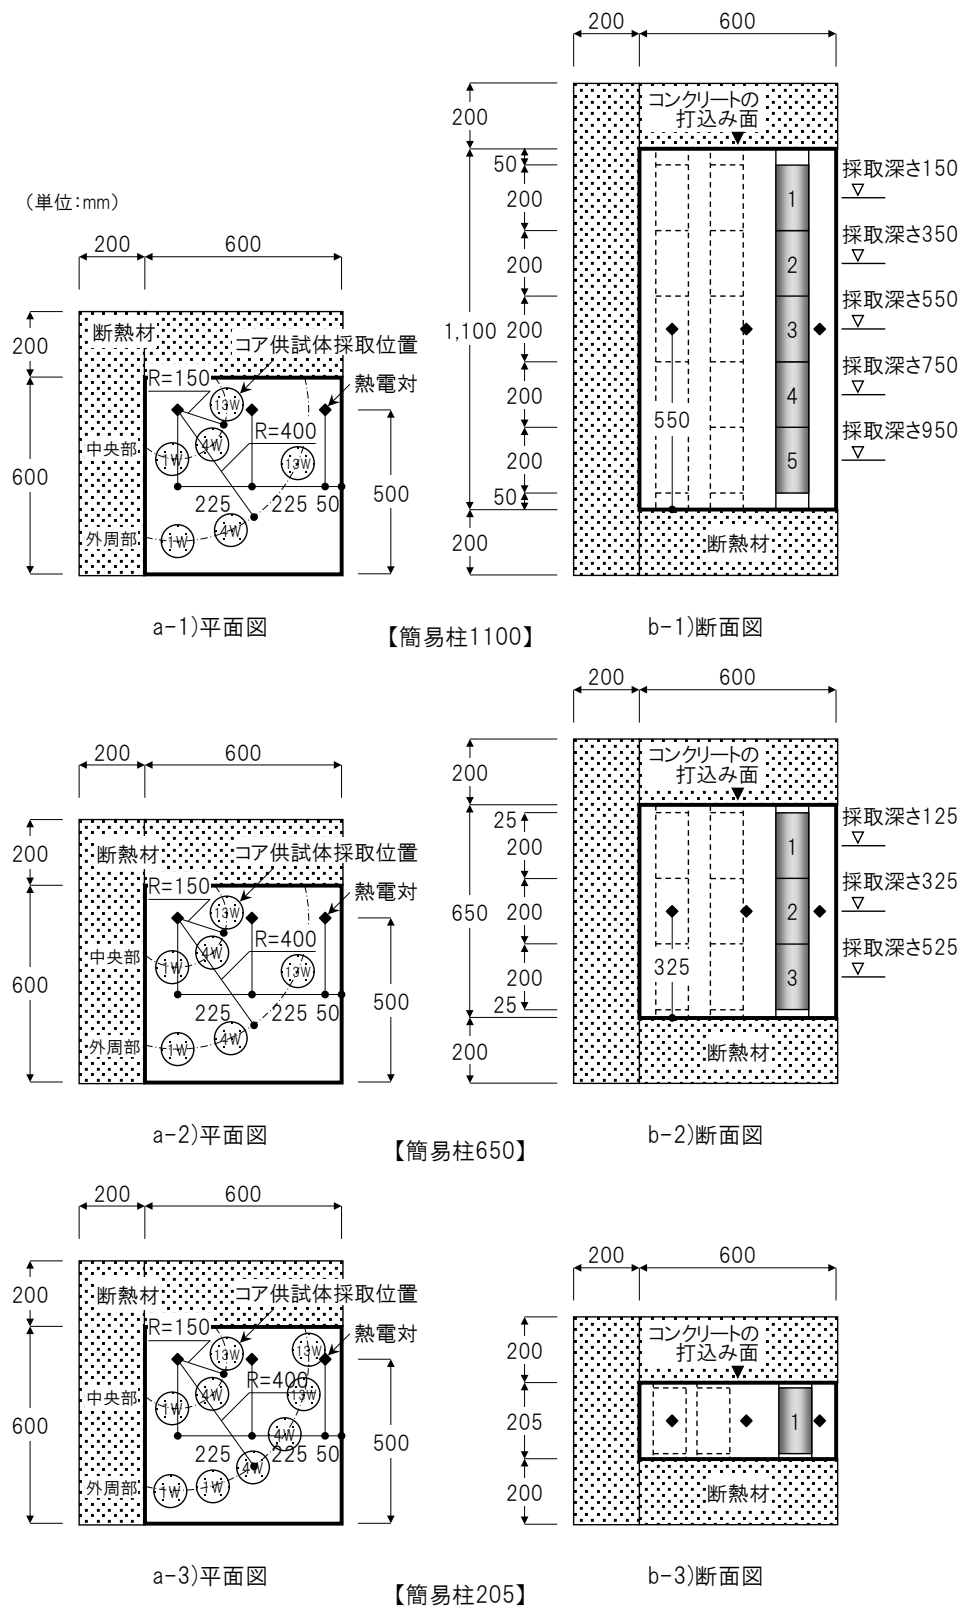 (単位:mm)
200
600
200
600
断熱材
コア供試体採取位置
R=150
熱電対
13W
4W
1W
R=400
13W
中央部
225
225
50
500
外周部
4W
1W
a-1)平面図
200
600
200
コンクリートの
打込み面
50
200
200
1,100
200
200
200
50
200
550
1
2
3
4
5
採取深さ150
採取深さ350
採取深さ550
採取深さ750
採取深さ950
断熱材
b-1)断面図
【簡易柱1100】
200
600
200
600
断熱材
コア供試体採取位置
R=150
熱電対
13W
4W
1W
R=400
13W
中央部
225
225
50
500
外周部
4W
1W
a-2)平面図
200
600
200
コンクリートの
打込み面
25
200
650
200
200
25
200
325
1
2
3
採取深さ125
採取深さ325
採取深さ525
断熱材
b-2)断面図
【簡易柱650】
200
600
200
600
断熱材
コア供試体採取位置
R=150
熱電対
13W
13W
4W
1W
R=400
13W
中央部
4W
225
225
50
500
外周部
4W
1W
1W
a-3)平面図
200
600
200
コンクリートの
打込み面
205
200
1
断熱材
b-3)断面図
【簡易柱205】